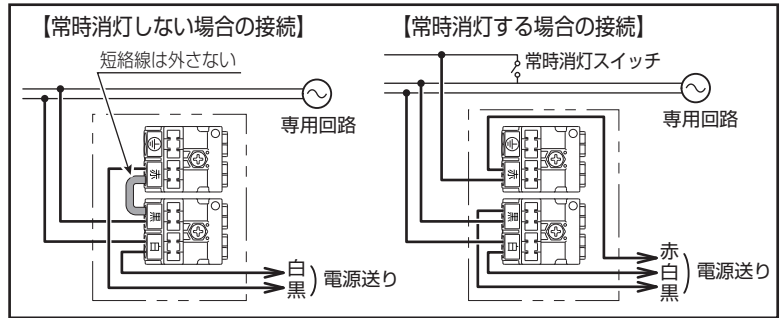 【常時消灯しない場合の接続】
短絡線は外さない
専用回路
赤
黒
白
白
黒
電源送り
【常時消灯する場合の接続】
常時消灯スイッチ
専用回路
赤
黒
白
赤
白
黒
電源送り